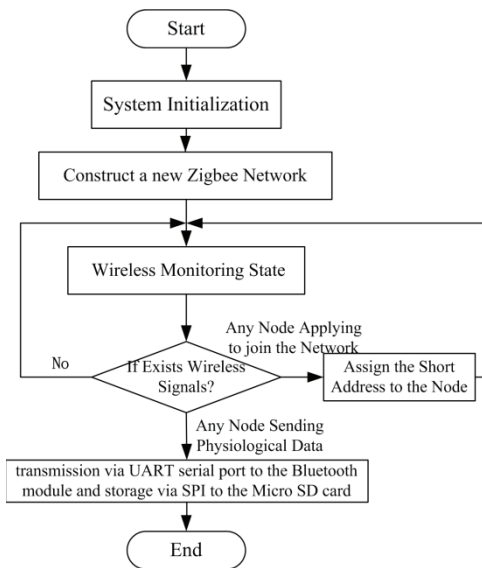 Start
System Initialization
Construct a new Zigbee Network
Wireless Monitoring State
Any Node Applying
to join the Network
No
If Exists Wireless
Signals?
Assign the Short
Address to the Node
Any Node Sending
Physiological Data
transmission via UART serial port to the Bluetooth
module and storage via SPI to the Micro SD card
End